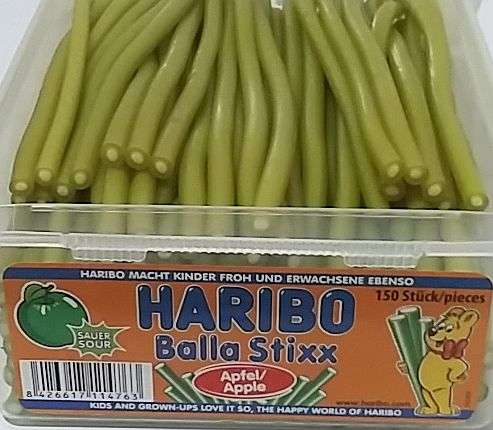 HARIBO MACHT KINDER FROH UND ERWACHSENE EBENSO
150 Stück/pieces
HARIBO
Balla Stixx
SAUER
SOUR
Apfel/
Apple
8 426617 114763
www.haribo.com
KIDS AND GROWN-UPS LOVE IT SO, THE HAPPY WORLD OF HARIBO